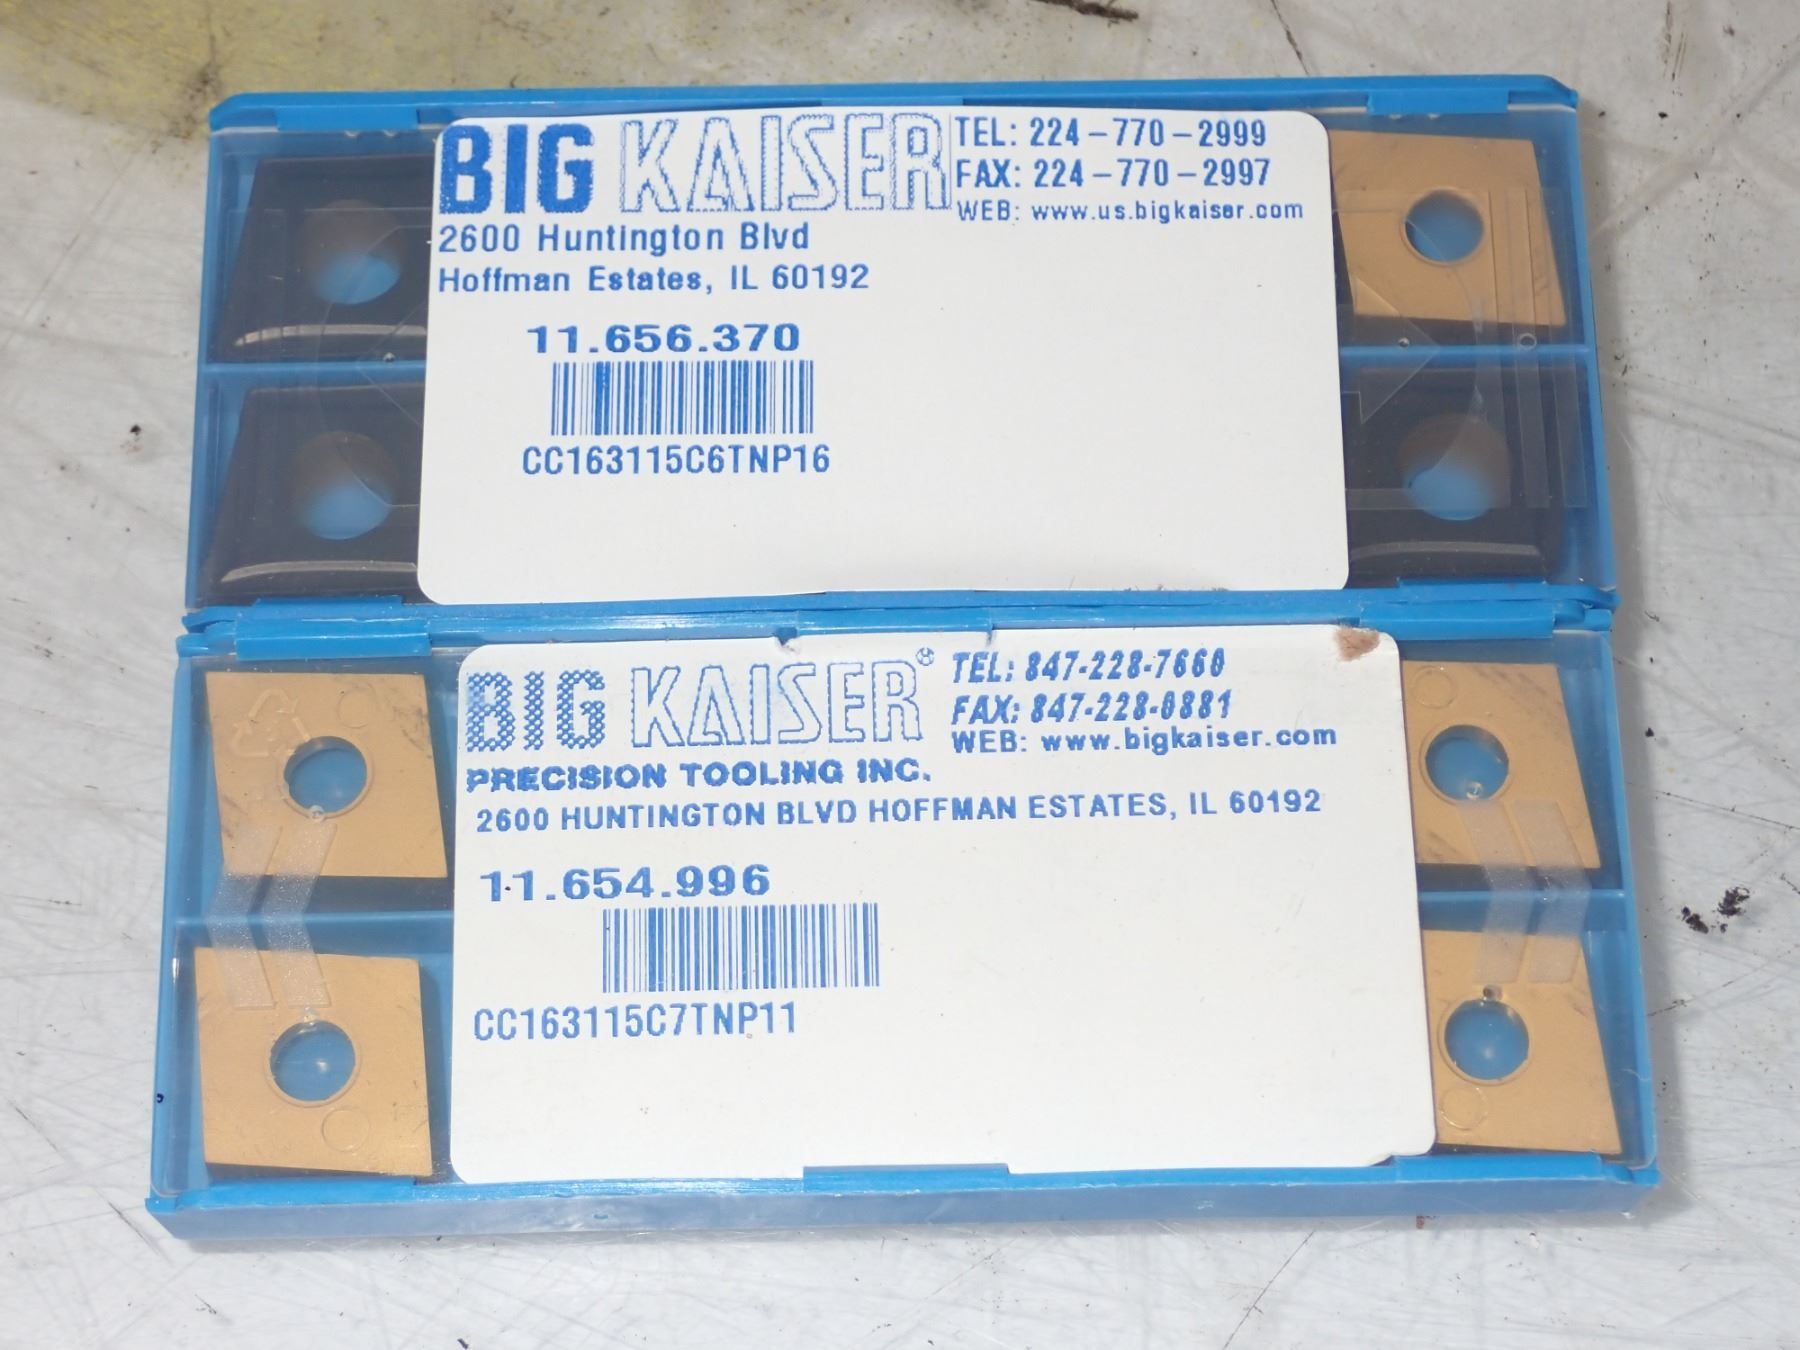 BIG KAISER
TEL: 224-770-2999
FAX: 224-770-2997
WEB: www.us.bigkaiser.com
2600 Huntington Blvd
Hoffman Estates, IL 60192
11.656.370
CC163115C6TNP16
BIG KAISER®
TEL: 847-228-7660
FAX: 847-228-0881
WEB: www.bigkaiser.com
PRECISION TOOLING INC.
2600 HUNTINGTON BLVD HOFFMAN ESTATES, IL 60192
11.654.996
CC163115C7TNP11